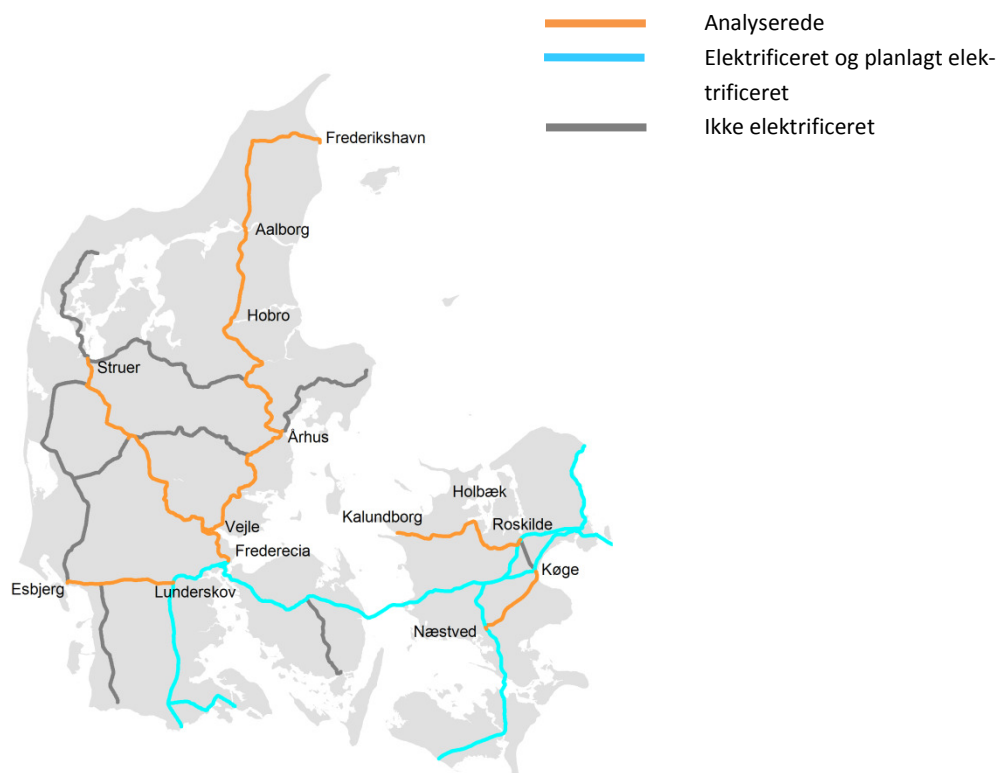 Analyserede
Elektrificeret og planlagt elek-
trificeret
Ikke elektrificeret
Frederikshavn
Aalborg
Hobro
Struer
Århus
Holbæk
Kalundborg
Roskilde
Vejle
Frederecia
Køge
Esbjerg
Lunderskov
Næstved